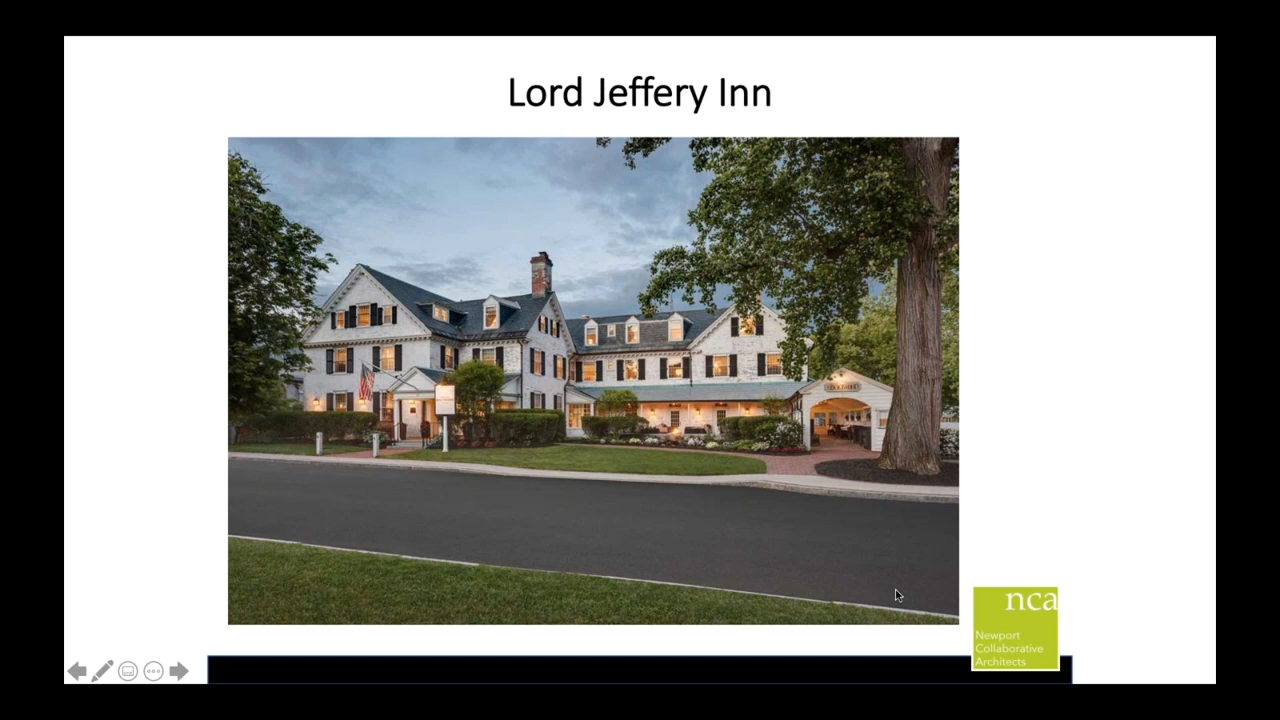 Lord Jeffery Inn
nca
Newport
Collaborative
Architects